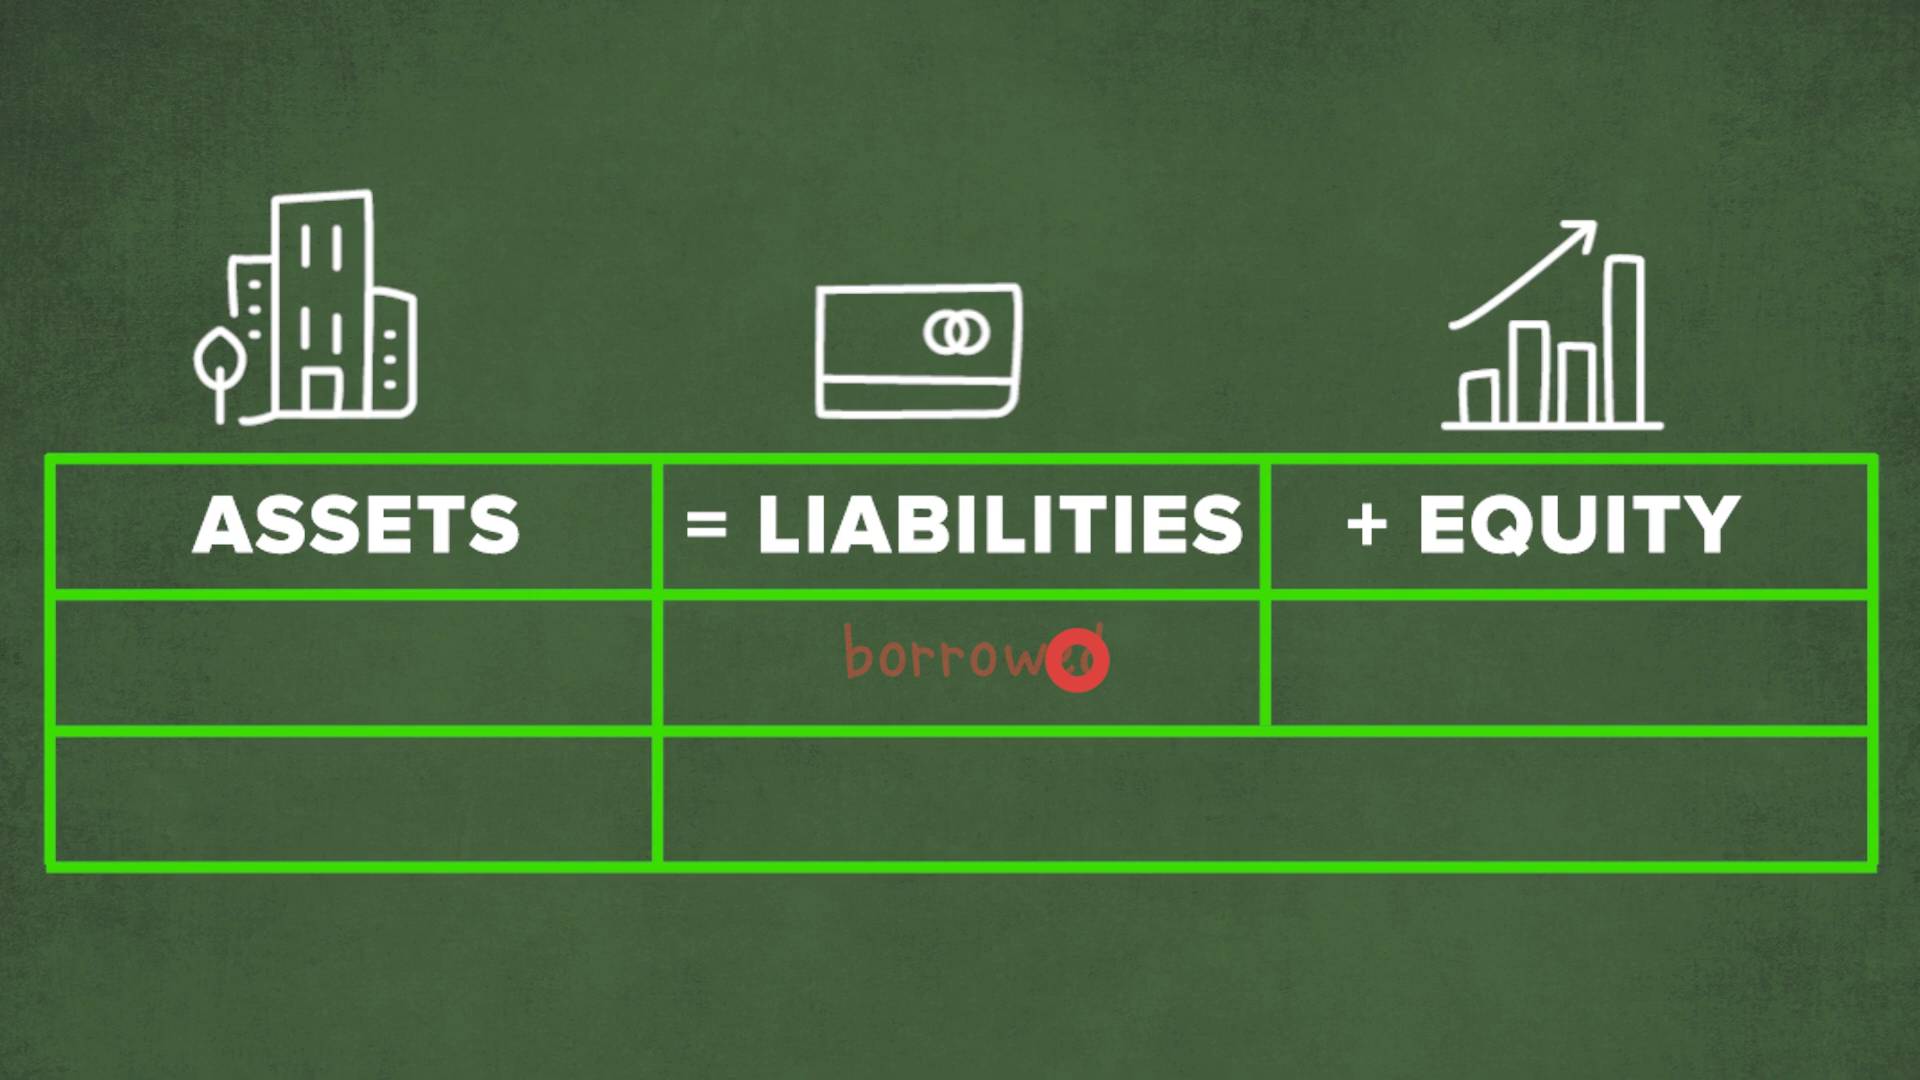 ASSETS = LIABILITIES + EQUITY
borrowed